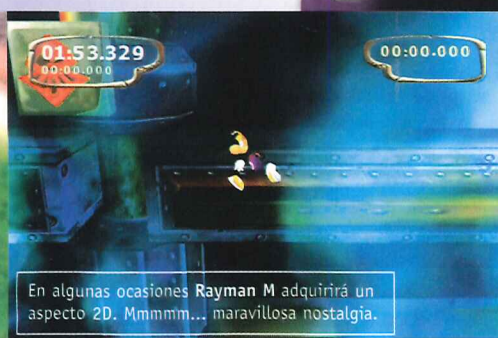 01:53.329
00:00.000
00:00.000
En algunas ocasiones Rayman M adquirirá un
aspecto 2D. Mmmmm... maravillosa nostalgia.